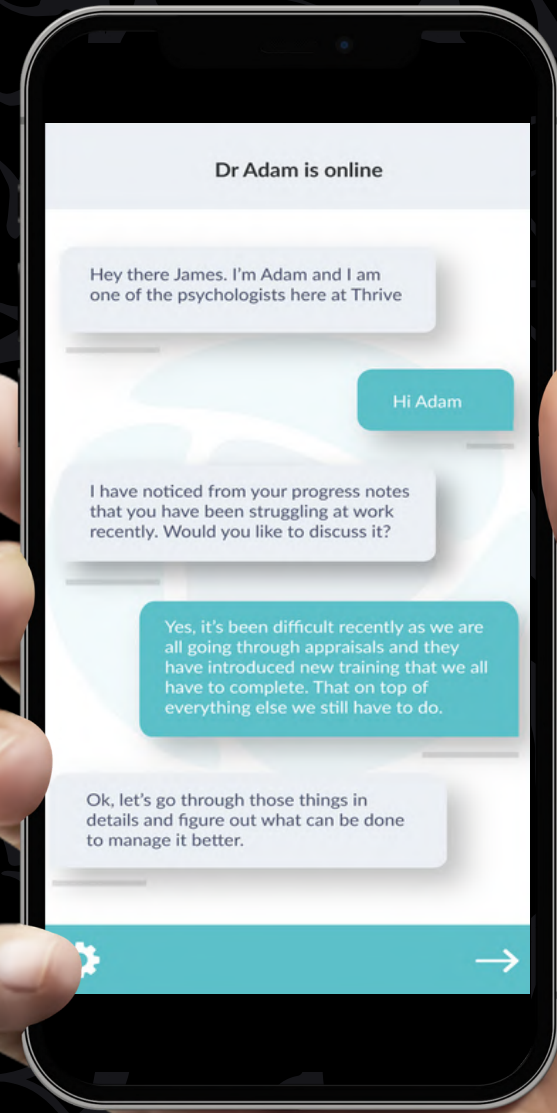 Dr Adam is online
Hey there James. I'm Adam and I am
one of the psychologists here at Thrive
Hi Adam
I have noticed from your progress notes
that you have been struggling at work
recently. Would you like to discuss it?
Yes, it's been difficult recently as we are
all going through appraisals and they
have introduced new training that we all
have to complete. That on top of
everything else we still have to do.
Ok, let's go through those things in
details and figure out what can be done
to manage it better.